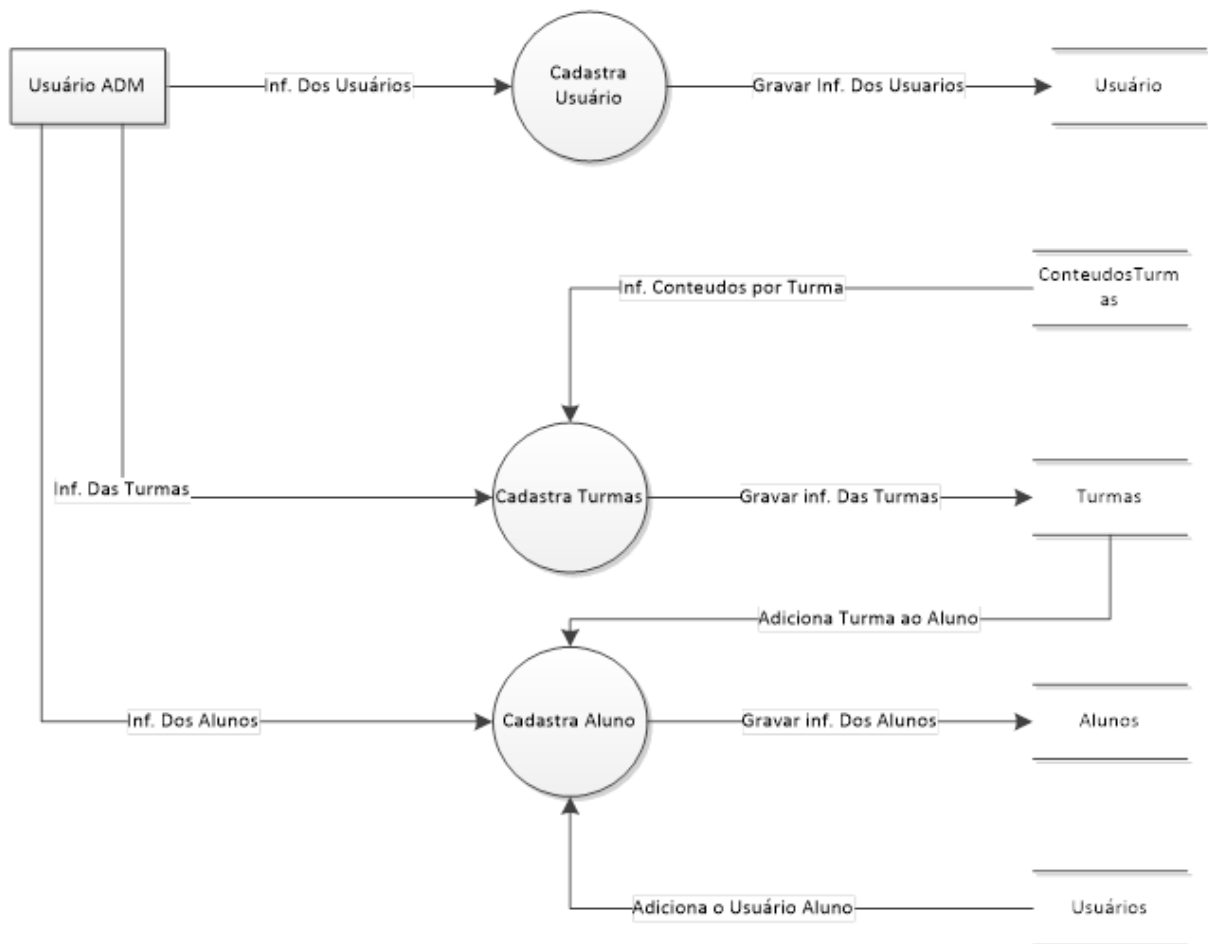 Usuário ADM
Inf. Dos Usuários
Cadastra
Usuário
Gravar Inf. Dos Usuarios
Usuário
Inf. Conteudos por Turma
ConteudosTurm
as
Inf. Das Turmas
Cadastra Turmas
Gravar inf. Das Turmas
Turmas
Adiciona Turma ao Aluno
Inf. Dos Alunos
Cadastra Aluno
Gravar inf. Dos Alunos
Alunos
Adiciona o Usuário Aluno
Usuários